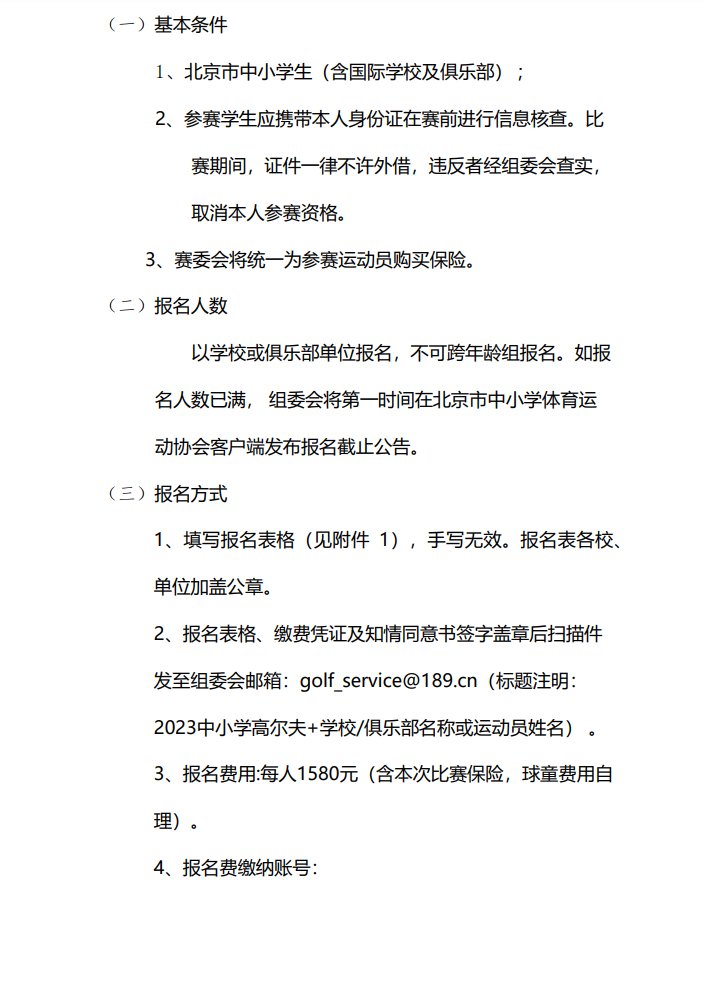 （一）基本条件
1、北京市中小学生（含国际学校及俱乐部）；
2、参赛学生应携带本人身份证在赛前进行信息核查。比
赛期间，证件一律不许外借，违反者经组委会查实，
取消本人参赛资格。
3、赛委会将统一为参赛运动员购买保险。
（二）报名人数
以学校或俱乐部单位报名，不可跨年龄组报名。如报
名人数已满， 组委会将第一时间在北京市中小学体育运
动协会客户端发布报名截止公告。
（三）报名方式
1、填写报名表格（见附件 1），手写无效。报名表各校、
单位加盖公章。
2、报名表格、缴费凭证及知情同意书签字盖章后扫描件
发至组委会邮箱：golf_service@189.cn（标题注明：
2023中小学高尔夫+学校/俱乐部名称或运动员姓名） 。
3、报名费用:每人1580元（含本次比赛保险，球童费用自
理）。
4、报名费缴纳账号：